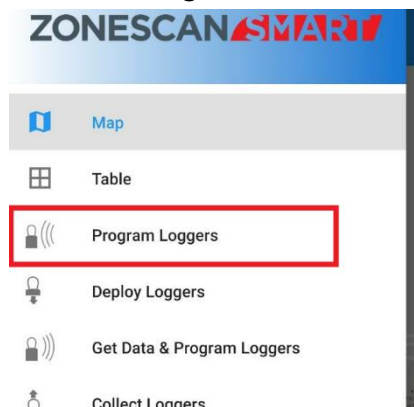 ZONESCAN SMART
Map
Table
Program Loggers
Deploy Loggers
Get Data & Program Loggers
Collect Loggers